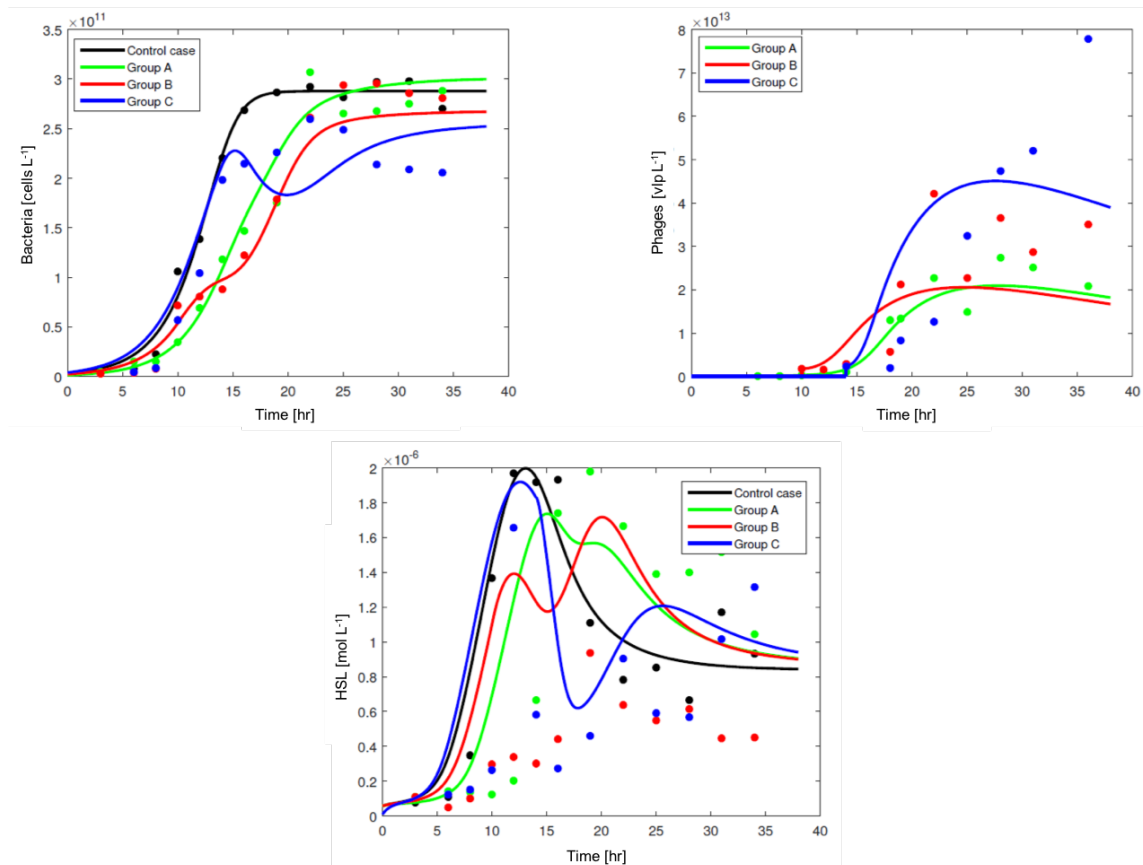 ×10¹¹
3.5
3
2.5
2
1.5
1
0.5
0
Bacteria [cells L⁻¹]
Control case
Group A
Group B
Group C
0 5 10 15 20 25 30 35 40
Time [hr]
×10¹³
8
7
6
5
4
3
2
1
0
Phages [vlp L⁻¹]
Group A
Group B
Group C
0 5 10 15 20 25 30 35 40
Time [hr]
×10⁻⁶
2
1.8
1.6
1.4
1.2
1
0.8
0.6
0.4
0.2
0
HSL [mol L⁻¹]
Control case
Group A
Group B
Group C
0 5 10 15 20 25 30 35 40
Time [hr]